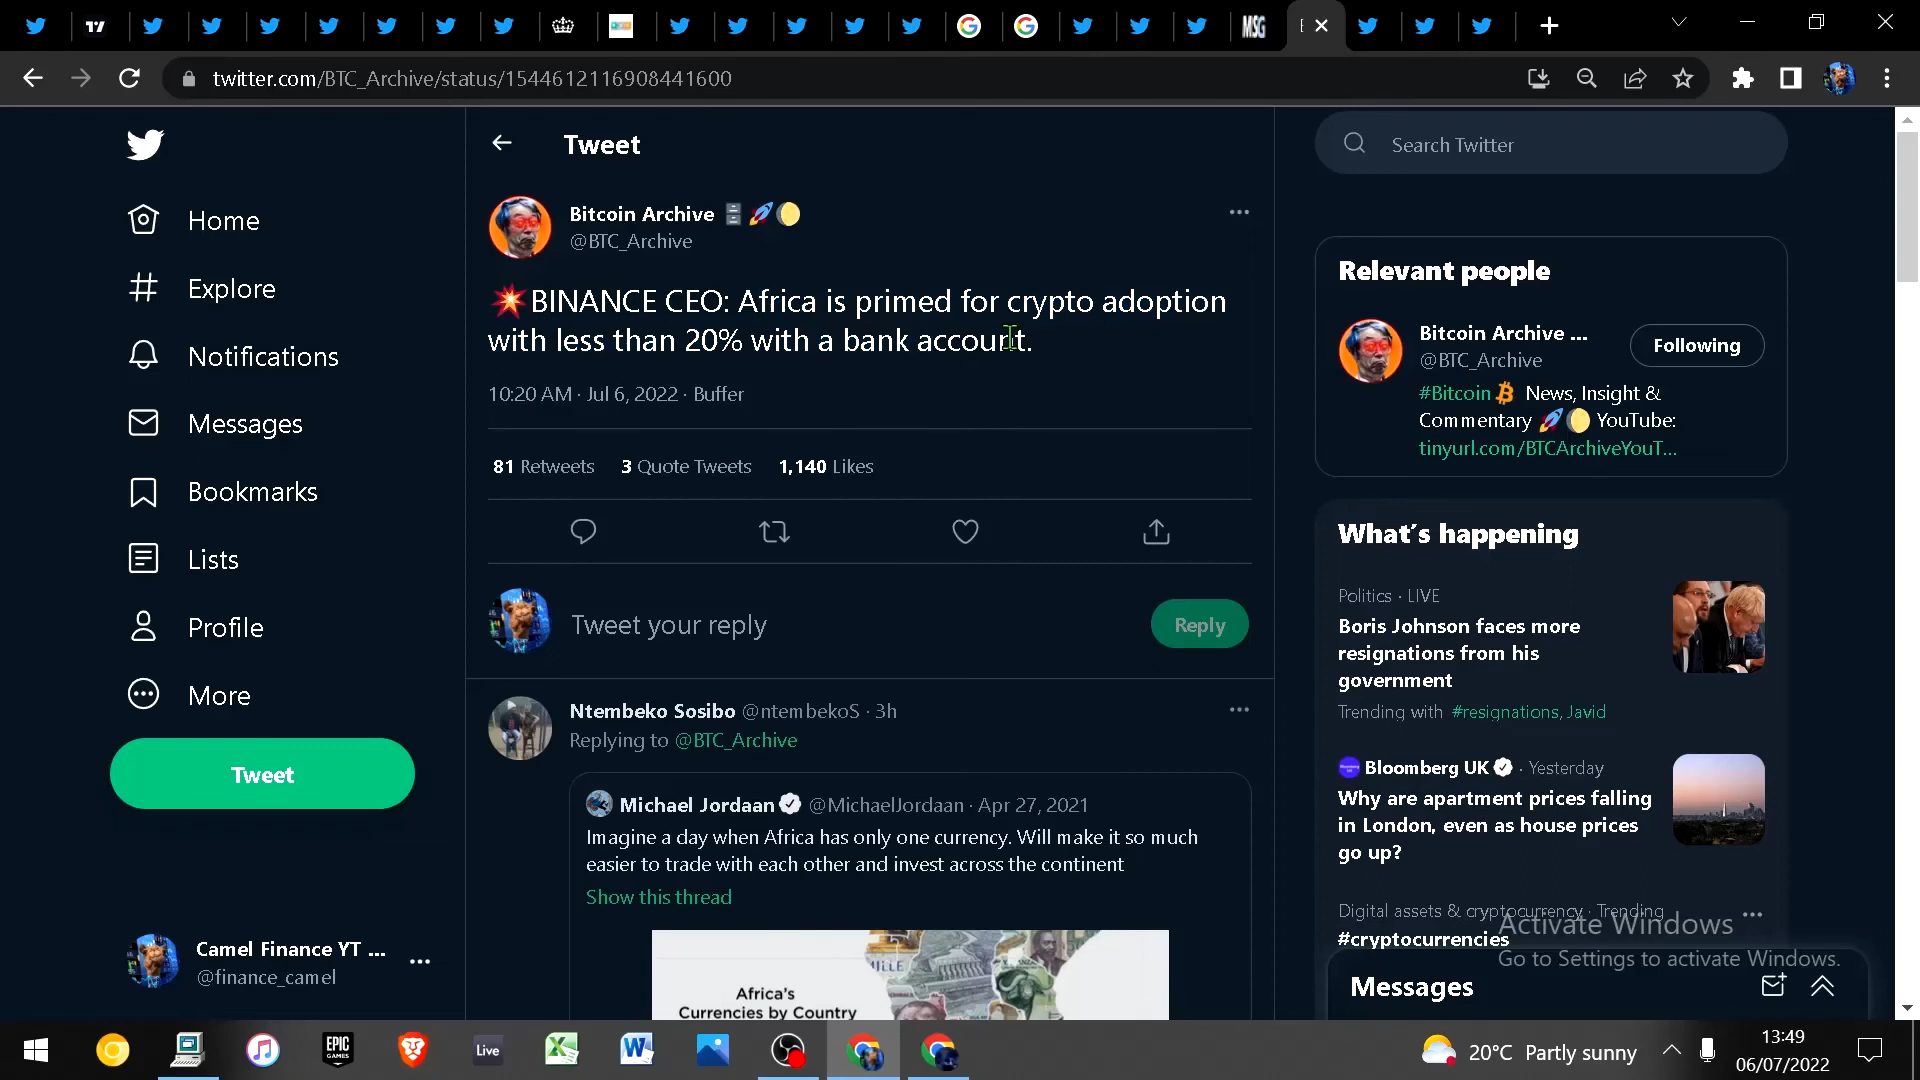 MSG
twitter.com/BTC_Archive/status/1544612116908441600
Home
Explore
Notifications
Messages
Bookmarks
Lists
Profile
More
Tweet
Camel Finance YT ...
@finance_camel
Tweet
Bitcoin Archive
@BTC_Archive
BINANCE CEO: Africa is primed for crypto adoption
with less than 20% with a bank account.
10:20 AM · Jul 6, 2022 · Buffer
81 Retweets 3 Quote Tweets 1,140 Likes
Tweet your reply
Reply
Ntembeko Sosibo @ntembekoS · 3h
Replying to @BTC_Archive
Michael Jordaan @MichaelJordaan · Apr 27, 2021
Imagine a day when Africa has only one currency. Will make it so much
easier to trade with each other and invest across the continent
Show this thread
Africa's
Currencies by Country
Search Twitter
Relevant people
Bitcoin Archive ...
@BTC_Archive
Following
#Bitcoin News, Insight &
Commentary YouTube:
tinyurl.com/BTCArchiveYouT...
What's happening
Politics · LIVE
Boris Johnson faces more
resignations from his
government
Trending with #resignations, Javid
Bloomberg UK · Yesterday
Why are apartment prices falling
in London, even as house prices
go up?
Digital assets & cryptocurrency · Trending
#cryptocurrencies
Activate Windows
Go to Settings to activate Windows.
Messages
EPIC
GAMES
Live
20°C Partly sunny
13:49
06/07/2022